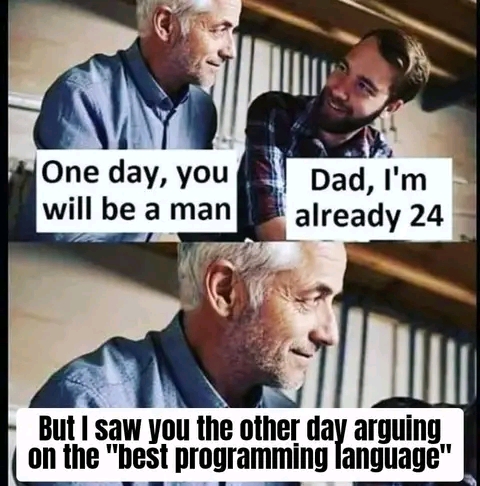 One day, you
will be a man
Dad, I'm
already 24
But I saw you the other day arguing
on the "best programming language"